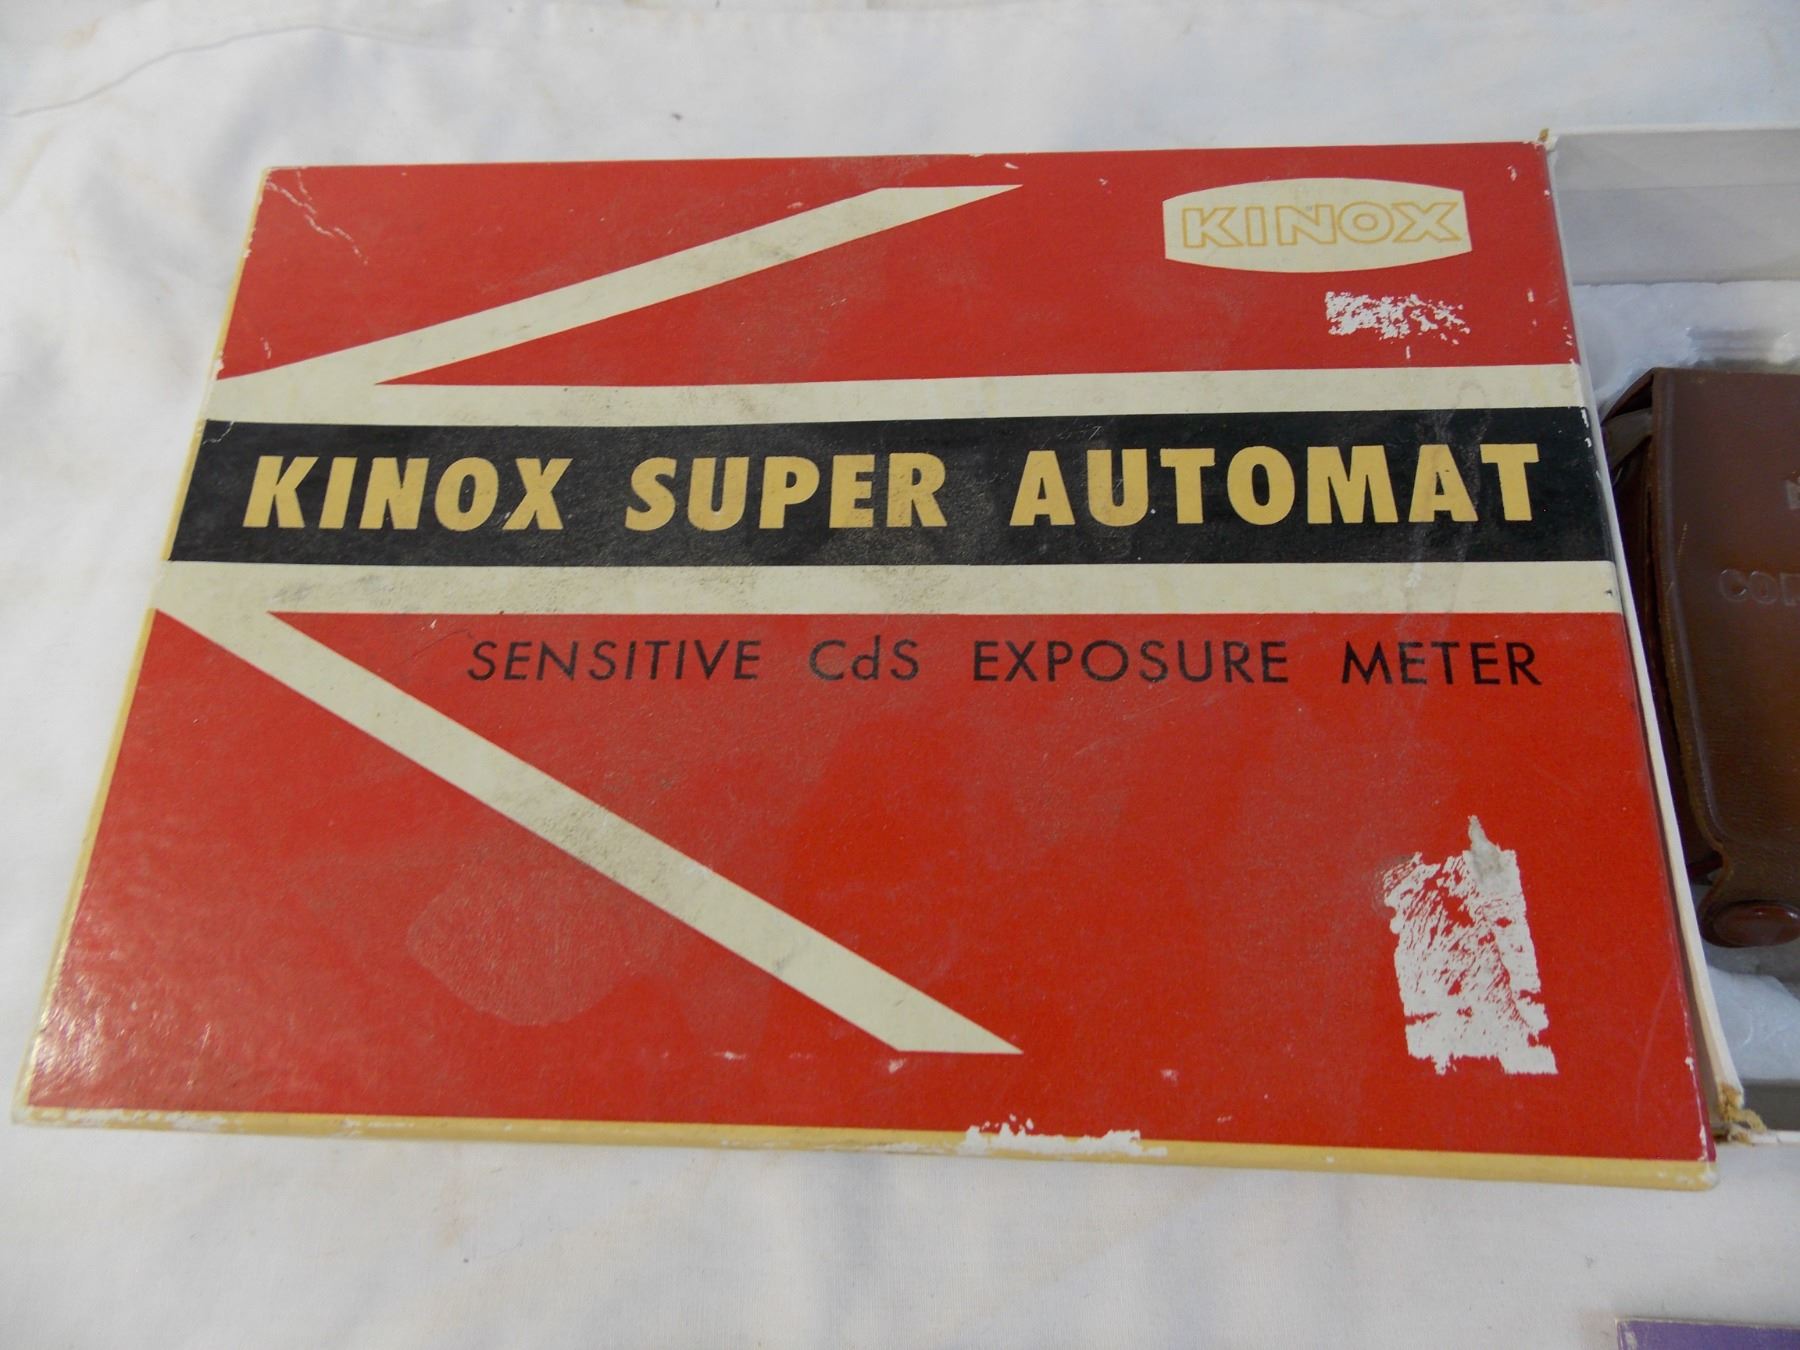 KINOX
KINOX SUPER AUTOMAT
SENSITIVE CdS EXPOSURE METER